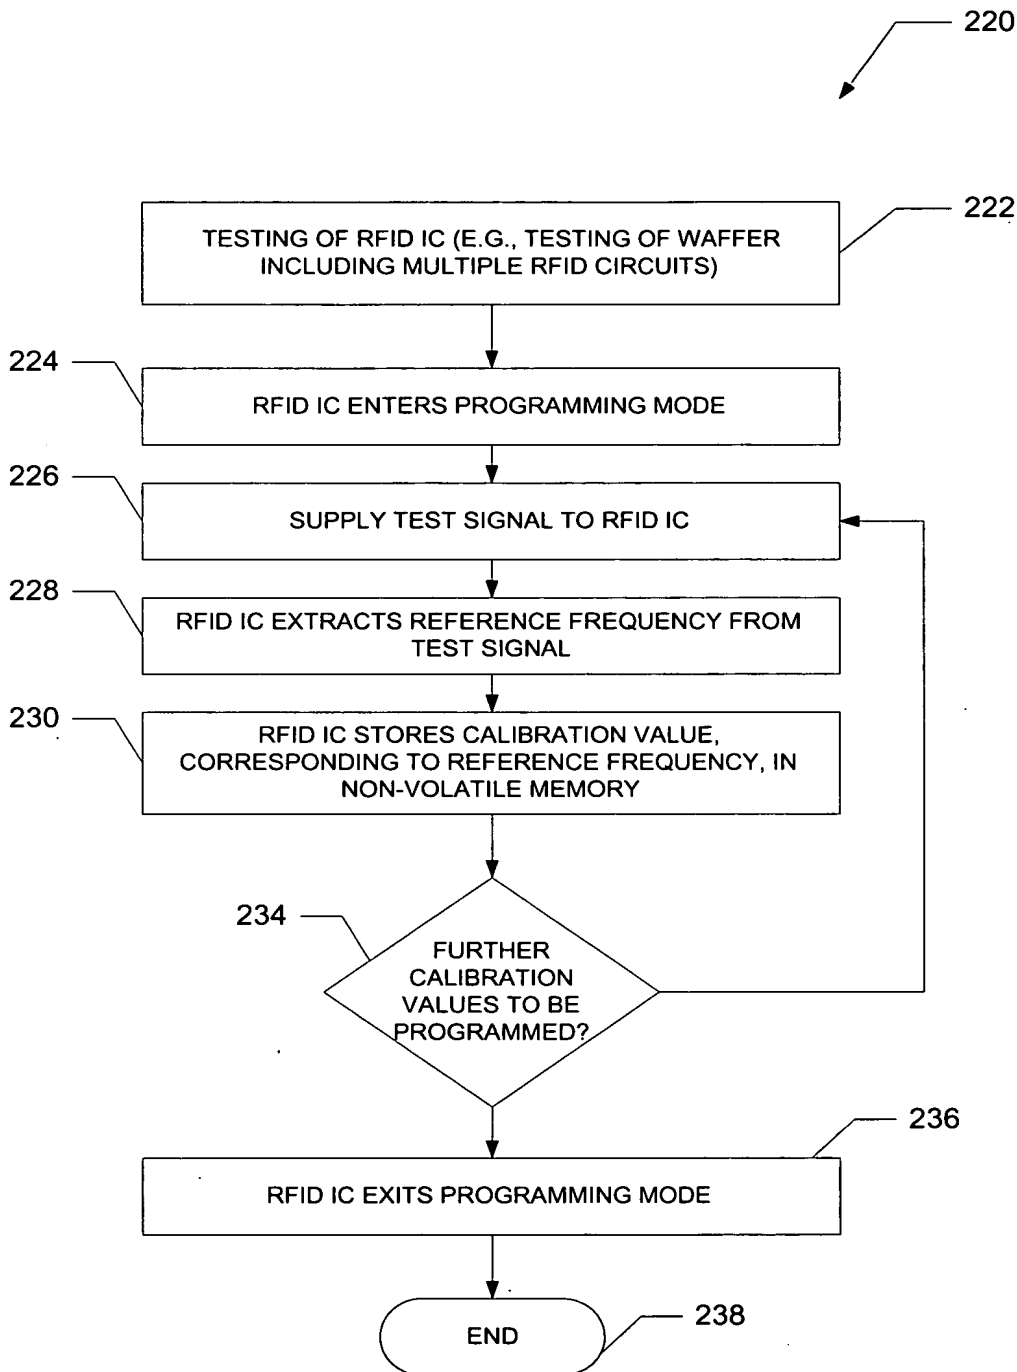 220
222
TESTING OF RFID IC (E.G., TESTING OF WAFFER
INCLUDING MULTIPLE RFID CIRCUITS)
224
RFID IC ENTERS PROGRAMMING MODE
226
SUPPLY TEST SIGNAL TO RFID IC
228
RFID IC EXTRACTS REFERENCE FREQUENCY FROM
TEST SIGNAL
230
RFID IC STORES CALIBRATION VALUE,
CORRESPONDING TO REFERENCE FREQUENCY, IN
NON-VOLATILE MEMORY
234
FURTHER
CALIBRATION
VALUES TO BE
PROGRAMMED?
236
RFID IC EXITS PROGRAMMING MODE
END
238